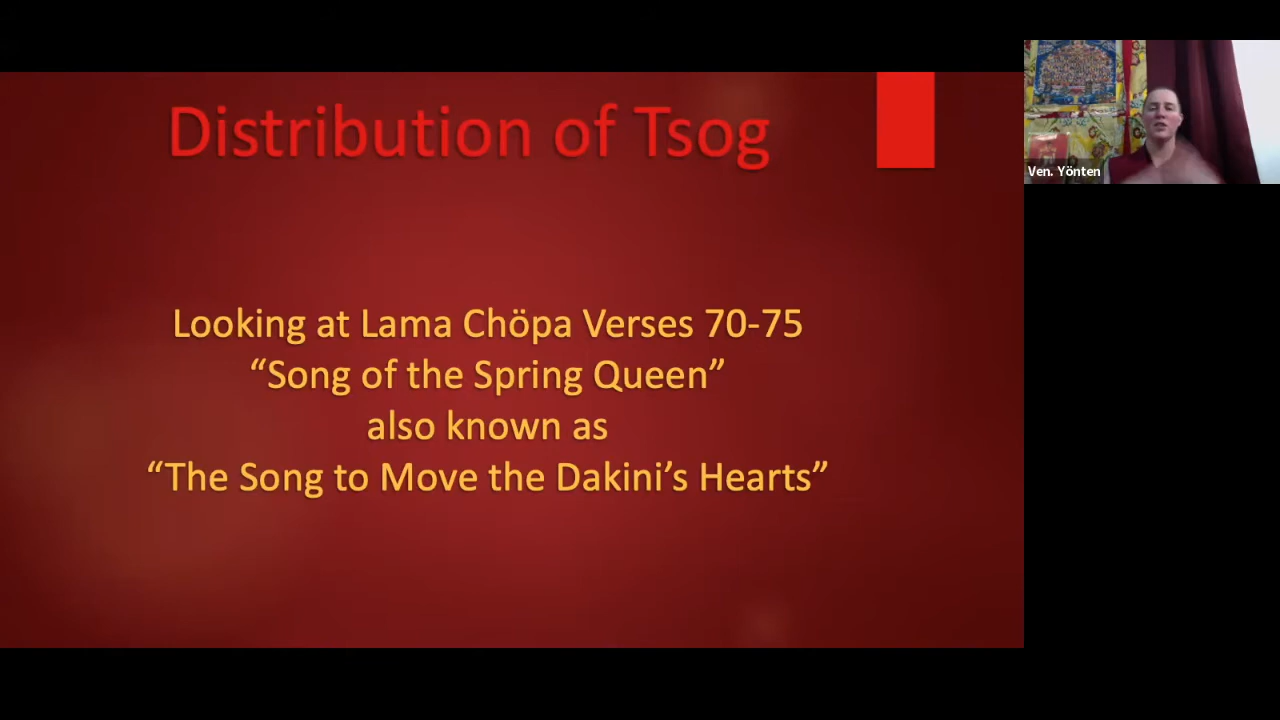 Distribution of Tsog
Looking at Lama Chöpa Verses 70-75
“Song of the Spring Queen”
also known as
“The Song to Move the Dakini’s Hearts”
Ven. Yönten